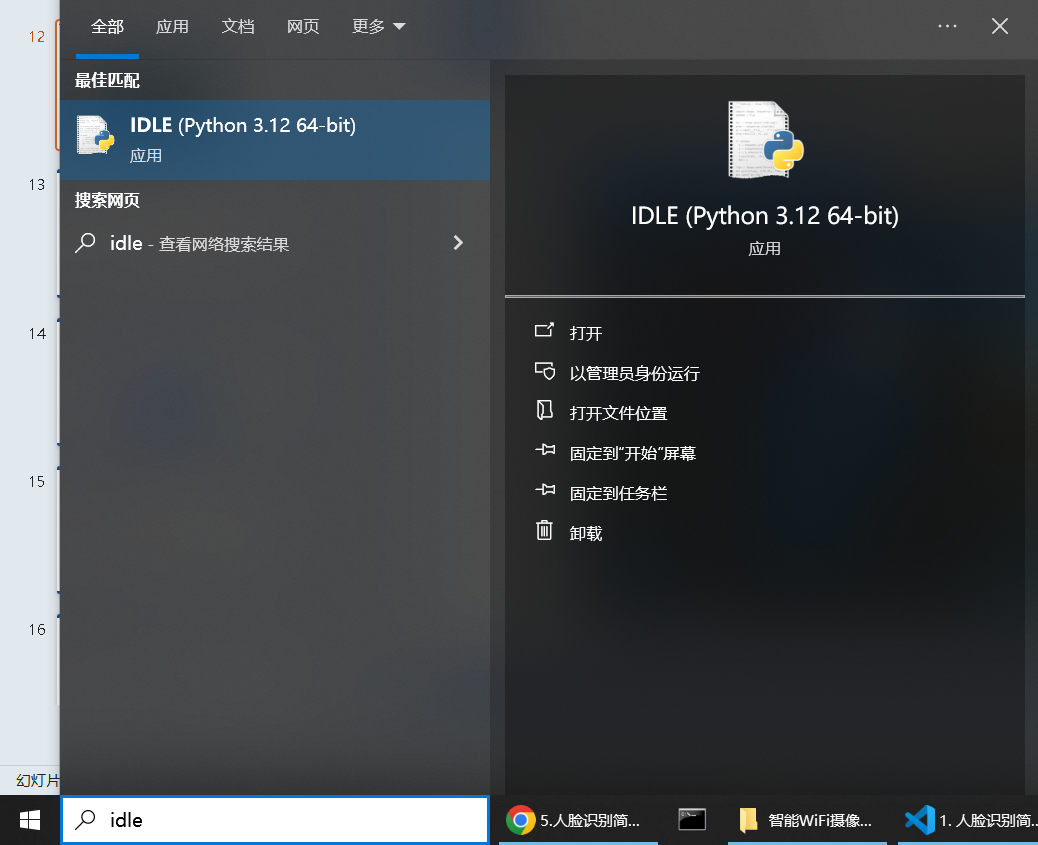 全部 应用 文档 网页 更多
最佳匹配
IDLE (Python 3.12 64-bit)
应用
搜索网页
idle - 查看网络搜索结果
IDLE (Python 3.12 64-bit)
应用
打开
以管理员身份运行
打开文件位置
固定到"开始"屏幕
固定到任务栏
卸载
12
13
14
15
16
幻灯片
idle
5.人脸识别简...
智能WiFi摄像...
1. 人脸识别简...